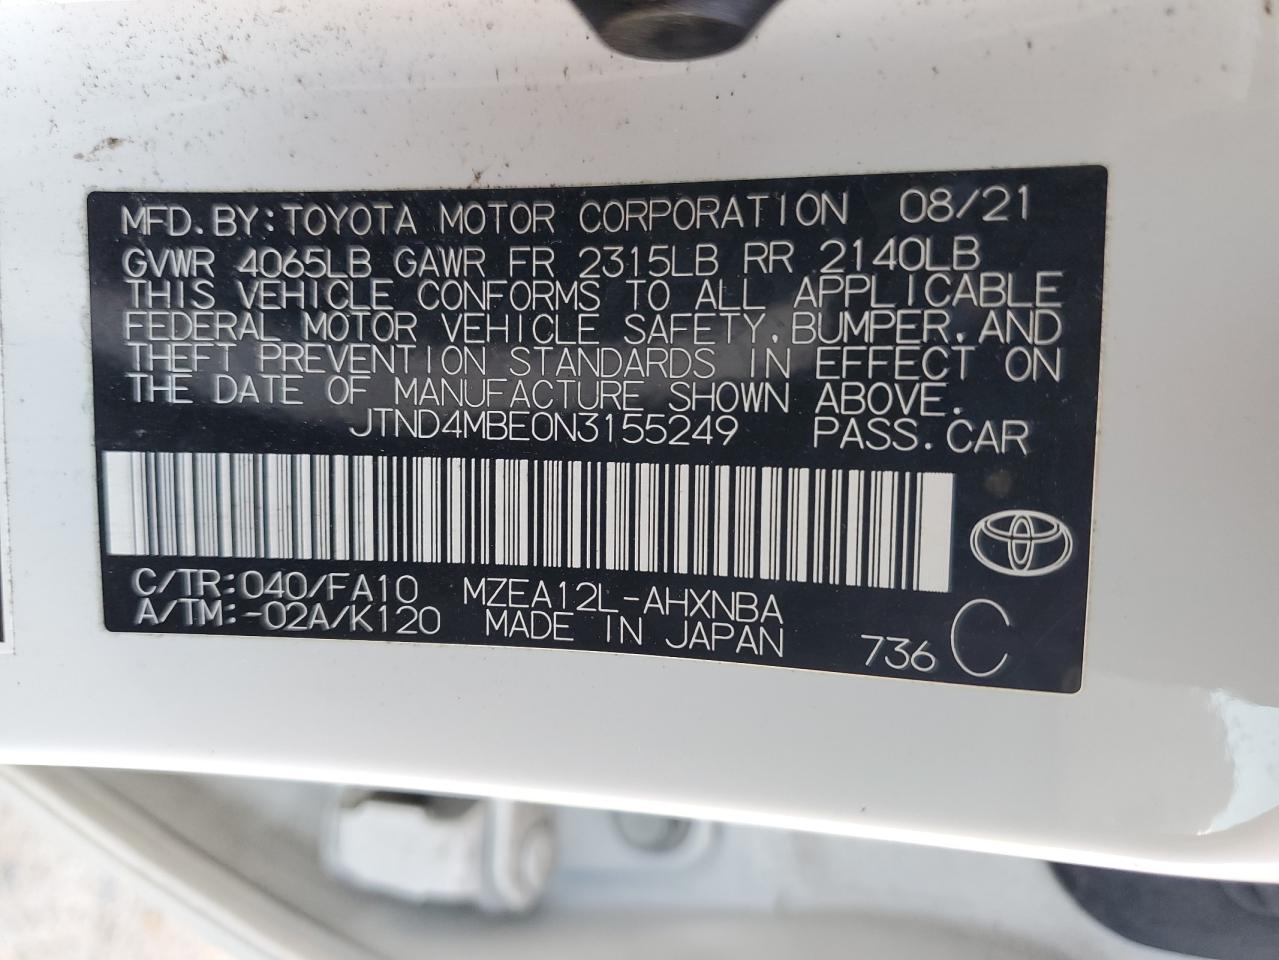 MFD. BY: TOYOTA MOTOR CORPORATION 08/21
GVWR 4065LB GAWR FR 2315LB RR 2140LB
THIS VEHICLE CONFORMS TO ALL APPLICABLE
FEDERAL MOTOR VEHICLE SAFETY, BUMPER, AND
THEFT PREVENTION STANDARDS IN EFFECT ON
THE DATE OF MANUFACTURE SHOWN ABOVE.
JTND4MBE0N3155249 PASS. CAR
C/TR: 040/FA10 MZEA12L-AHXNBA
A/TM: -02A/K120 MADE IN JAPAN 736 C